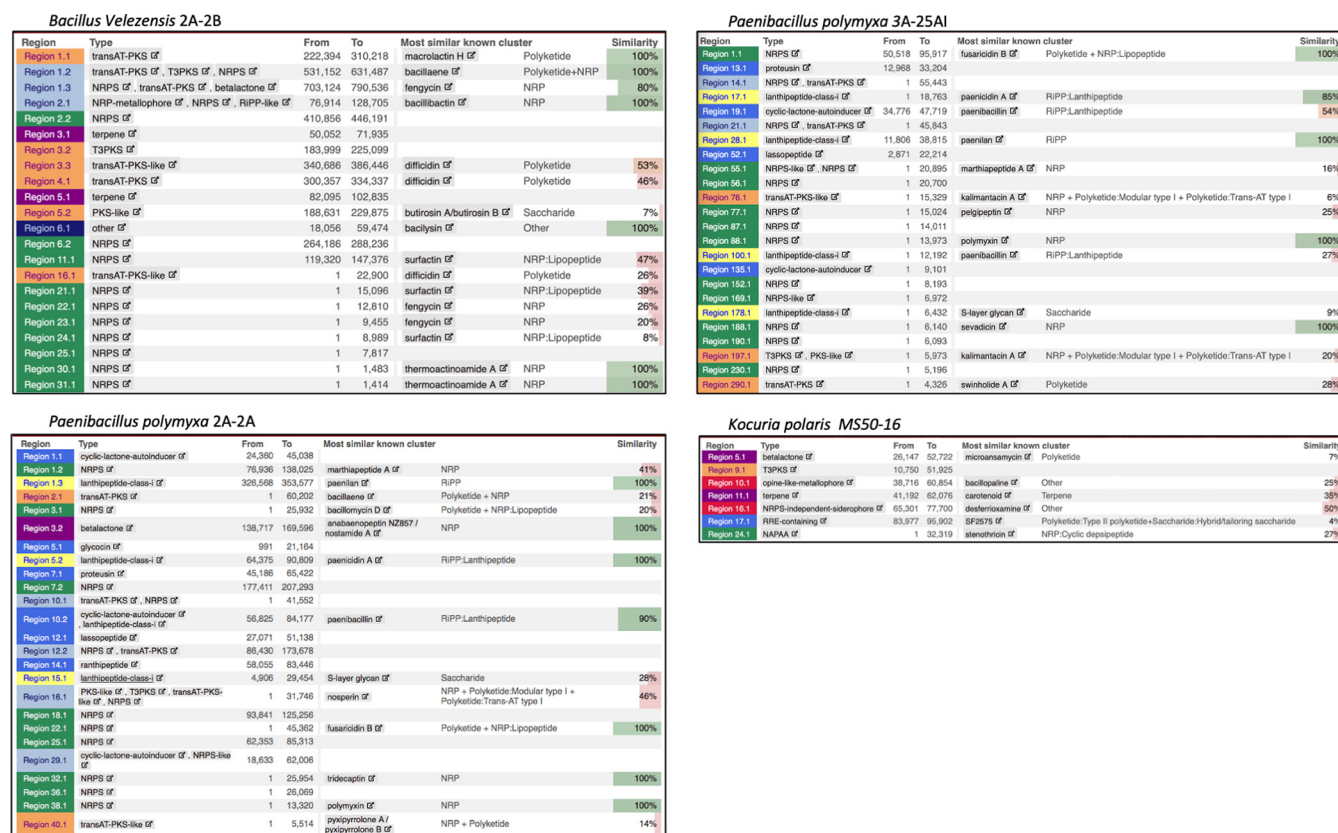 Bacillus Velezensis 2A-2B
Region Type From To Most similar known cluster Similarity
Region 1.1 transAT-PKS 222,394 310,218 macrolactin H Polyketide 100%
Region 1.2 transAT-PKS , T3PKS , NRPS 531,152 631,487 bacillaene Polyketide+NRP 100%
Region 1.3 NRPS , transAT-PKS , betalactone 703,124 790,536 fengycin NRP 80%
Region 2.1 NRP-metallophore , NRPS , RiPP-like 76,914 128,705 bacillibactin NRP 100%
Region 2.2 NRPS 410,856 446,191
Region 3.1 terpene 50,052 71,935
Region 3.2 T3PKS 183,999 225,099
Region 3.3 transAT-PKS-like 340,686 386,446 difficidin Polyketide 53%
Region 4.1 transAT-PKS 300,357 334,337 difficidin Polyketide 46%
Region 5.1 terpene 82,095 102,835
Region 5.2 PKS-like 188,631 229,875 butirosin A/butirosin B Saccharide 7%
Region 6.1 other 18,056 59,474 bacilysin Other 100%
Region 6.2 NRPS 264,186 288,236
Region 11.1 NRPS 119,320 147,376 surfactin NRP:Lipopeptide 47%
Region 16.1 transAT-PKS-like 1 22,900 difficidin Polyketide 26%
Region 21.1 NRPS 1 15,096 surfactin NRP:Lipopeptide 39%
Region 22.1 NRPS 1 12,810 fengycin NRP 26%
Region 23.1 NRPS 1 9,455 fengycin NRP 20%
Region 24.1 NRPS 1 8,989 surfactin NRP:Lipopeptide 8%
Region 25.1 NRPS 1 7,817
Region 30.1 NRPS 1 1,483 thermoactinoamide A NRP 100%
Region 31.1 NRPS 1 1,414 thermoactinoamide A NRP 100%
Paenibacillus polymyxa 3A-25AI
Region Type From To Most similar known cluster Similarity
Region 1.1 NRPS 50,518 95,917 fusaricidin B Polyketide + NRP:Lipopeptide 100%
Region 13.1 proteusin 12,968 33,204
Region 14.1 NRPS , transAT-PKS 1 55,443
Region 17.1 lanthipeptide-class-i 1 18,763 paenicidin A RiPP:Lanthipeptide 85%
Region 19.1 cyclic-lactone-autoinducer 34,776 47,719 paenibacillin RiPP:Lanthipeptide 54%
Region 21.1 NRPS , transAT-PKS 1 45,843
Region 28.1 lanthipeptide-class-i 11,806 38,815 paenilan RiPP 100%
Region 52.1 lassopeptide 2,871 22,214
Region 55.1 NRPS-like , NRPS 1 20,895 marthiapeptide A NRP 16%
Region 56.1 NRPS 1 20,700
Region 76.1 transAT-PKS-like 1 15,329 kalimantacin A NRP + Polyketide:Modular type I + Polyketide:Trans-AT type I 6%
Region 77.1 NRPS 1 15,024 pelgipeptin NRP 25%
Region 87.1 NRPS 1 14,011
Region 88.1 NRPS 1 13,973 polymyxin NRP 100%
Region 100.1 lanthipeptide-class-i 1 12,192 paenibacillin RiPP:Lanthipeptide 27%
Region 135.1 cyclic-lactone-autoinducer 1 9,101
Region 152.1 NRPS 1 8,193
Region 169.1 NRPS-like 1 6,972
Region 178.1 lanthipeptide-class-i 1 6,432 S-layer glycan Saccharide 9%
Region 188.1 NRPS 1 6,140 sevadicin NRP 100%
Region 190.1 NRPS 1 6,093
Region 197.1 T3PKS , PKS-like 1 5,973 kalimantacin A NRP + Polyketide:Modular type I + Polyketide:Trans-AT type I 20%
Region 230.1 NRPS 1 5,196
Region 290.1 transAT-PKS 1 4,326 swinholide A Polyketide 28%
Paenibacillus polymyxa 2A-2A
Region Type From To Most similar known cluster Similarity
Region 1.1 cyclic-lactone-autoinducer 24,360 45,038
Region 1.2 NRPS 76,936 138,025 marthiapeptide A NRP 41%
Region 1.3 lanthipeptide-class-i 326,568 353,577 paenilan RiPP 100%
Region 2.1 transAT-PKS 1 60,202 bacillaene Polyketide + NRP 21%
Region 3.1 NRPS 1 25,932 bacillomycin D Polyketide + NRP:Lipopeptide 20%
Region 3.2 betalactone 138,717 169,596 anabaenopeptin NZ857 / NRP 100%
nostamide A
Region 5.1 glycocin 991 21,164
Region 5.2 lanthipeptide-class-i 64,375 90,809 paenicidin A RiPP:Lanthipeptide 100%
Region 7.1 proteusin 45,186 65,422
Region 7.2 NRPS 177,411 207,293
Region 10.1 transAT-PKS , NRPS 1 41,552
Region 10.2 cyclic-lactone-autoinducer 56,825 84,177 paenibacillin RiPP:Lanthipeptide 90%
, lanthipeptide-class-i
Region 12.1 lassopeptide 27,071 51,138
Region 12.2 NRPS , transAT-PKS 86,430 173,678
Region 14.1 ranthipeptide 58,055 83,446
Region 15.1 lanthipeptide-class-i 4,906 29,454 S-layer glycan Saccharide 28%
Region 16.1 PKS-like , T3PKS , transAT-PKS- 1 31,746 nosperin NRP + Polyketide:Modular type I + 46%
like , NRPS Polyketide:Trans-AT type I
Region 18.1 NRPS 93,841 125,256
Region 22.1 NRPS 1 45,362 fusaricidin B Polyketide + NRP:Lipopeptide 100%
Region 25.1 NRPS 62,353 85,313
Region 29.1 cyclic-lactone-autoinducer , NRPS-like 18,633 62,006
Region 32.1 NRPS 1 25,954 tridecaptin NRP 100%
Region 36.1 NRPS 1 26,069
Region 38.1 NRPS 1 13,320 polymyxin NRP 100%
Region 40.1 transAT-PKS-like 1 5,514 pyxipyrrolone A / NRP + Polyketide 14%
pyxipyrrolone B
Kocuria polaris MS50-16
Region Type From To Most similar known cluster Similarity
Region 5.1 betalactone 26,147 52,722 microansamycin Polyketide 7%
Region 9.1 T3PKS 10,750 51,925
Region 10.1 opine-like-metallophore 38,716 60,854 bacillopaline Other 25%
Region 11.1 terpene 41,192 62,076 carotenoid Terpene 35%
Region 16.1 NRPS-independent-siderophore 65,301 77,700 desferrioxamine Other 50%
Region 17.1 RRE-containing 83,977 95,902 SF2575 Polyketide:Type II polyketide+Saccharide:Hybrid/tailoring saccharide 4%
Region 24.1 NAPAA 1 32,319 stenothricin NRP:Cyclic depsipeptide 27%